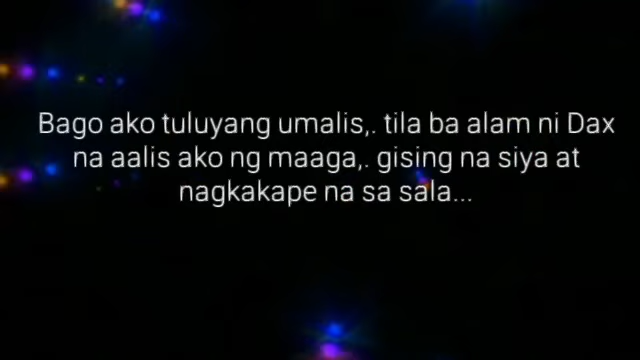 Bago ako tuluyang umalis,. tila ba alam ni Dax
na aalis ako ng maaga,. gising na siya at
nagkakape na sa sala...